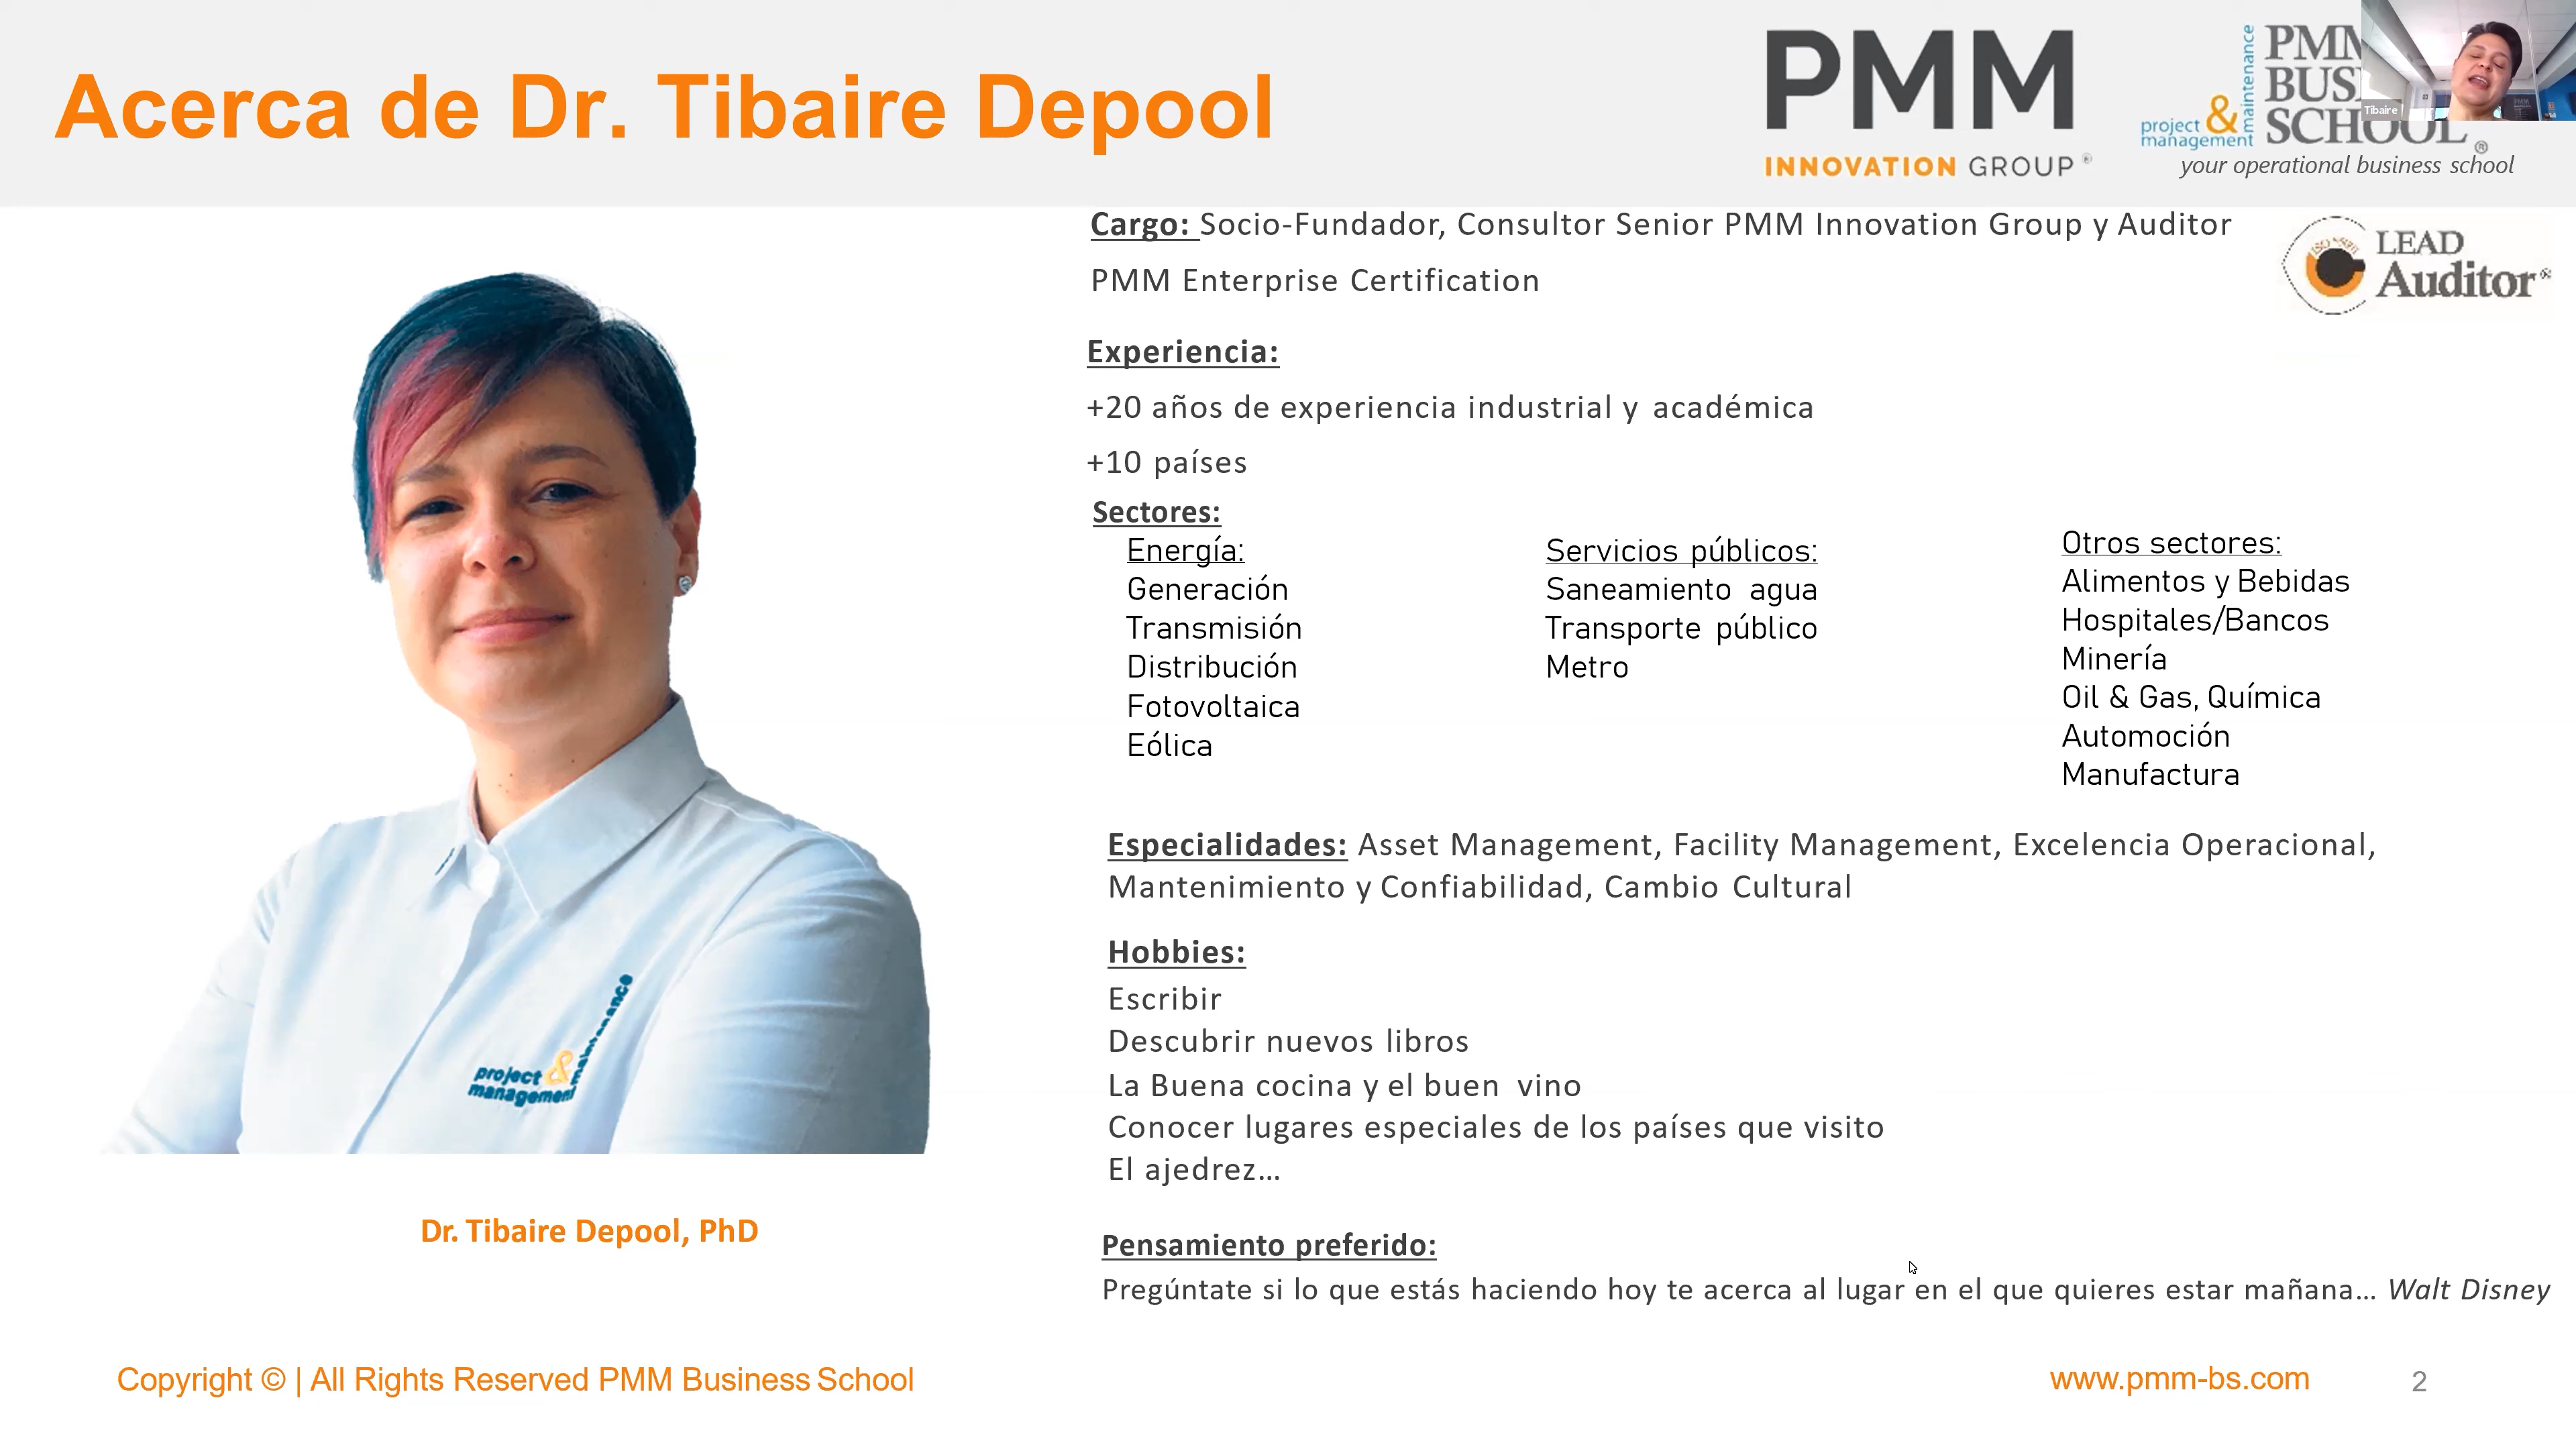 Acerca de Dr. Tibaire Depool
PMM
INNOVATION GROUP ®
project & management
maintenance
BUS
SCHOOL ®
your operational business school
Tibaire
Cargo: Socio-Fundador, Consultor Senior PMM Innovation Group y Auditor
PMM Enterprise Certification
LEAD
Auditor
Experiencia:
+20 años de experiencia industrial y académica
+10 países
Sectores:
Energía:
Generación
Transmisión
Distribución
Fotovoltaica
Eólica
Servicios públicos:
Saneamiento agua
Transporte público
Metro
Otros sectores:
Alimentos y Bebidas
Hospitales/Bancos
Minería
Oil & Gas, Química
Automoción
Manufactura
Especialidades: Asset Management, Facility Management, Excelencia Operacional,
Mantenimiento y Confiabilidad, Cambio Cultural
Hobbies:
Escribir
Descubrir nuevos libros
La Buena cocina y el buen vino
Conocer lugares especiales de los países que visito
El ajedrez…
Pensamiento preferido:
Pregúntate si lo que estás haciendo hoy te acerca al lugar en el que quieres estar mañana… Walt Disney
project & management
maintenance
Dr. Tibaire Depool, PhD
Copyright © | All Rights Reserved PMM Business School
www.pmm-bs.com
2